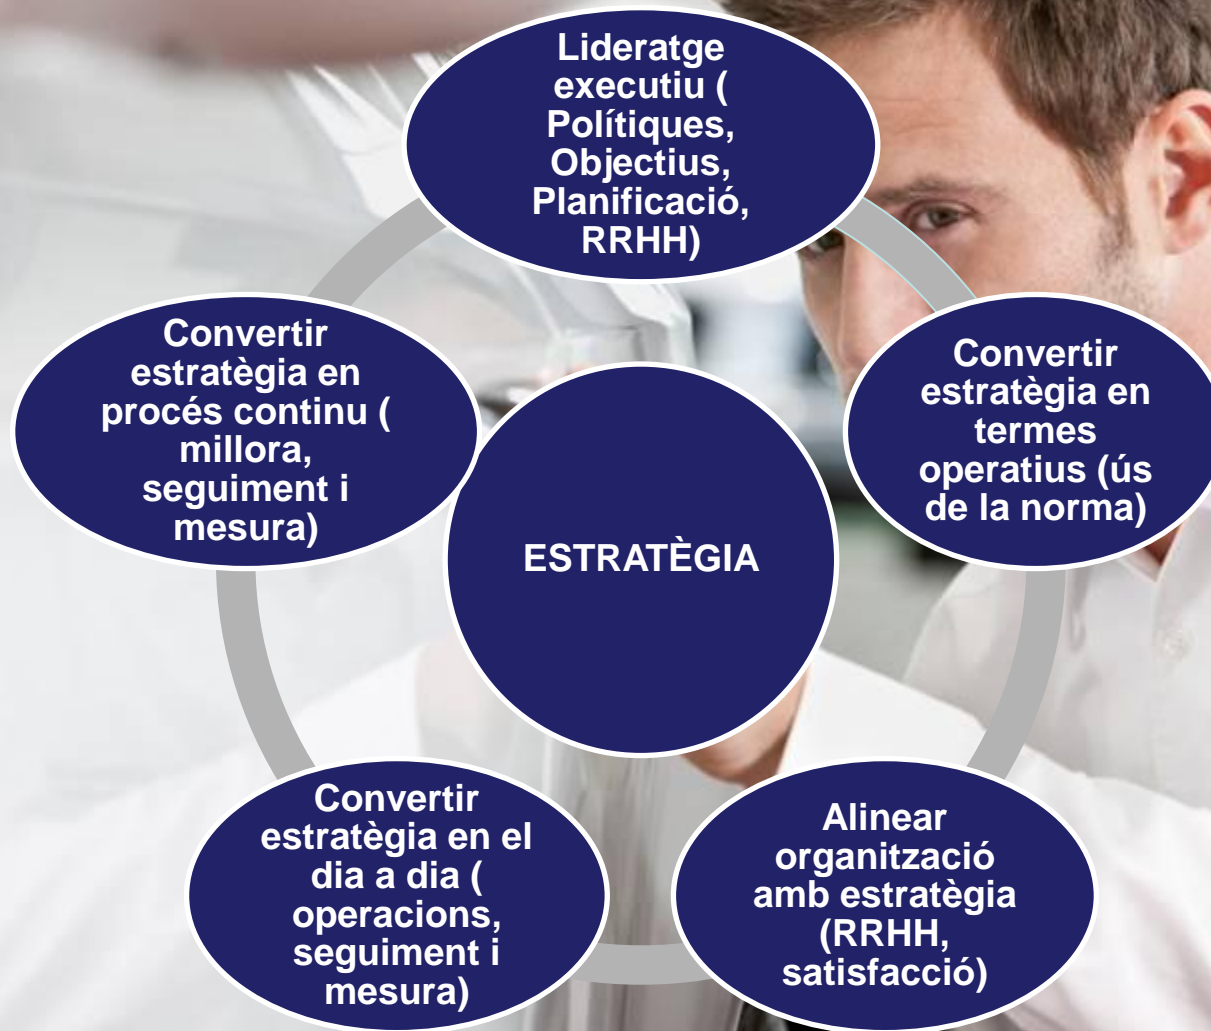 Lideratge
executiu (
Polítiques,
Objectius,
Planificació,
RRHH)
Convertir
estratègia en
termes
operatius (ús
de la norma)
Alinear
organització
amb estratègia
(RRHH,
satisfacció)
Convertir
estratègia en el
dia a dia (
operacions,
seguiment i
mesura)
Convertir
estratègia en
procés continu (
millora,
seguiment i
mesura)
ESTRATÈGIA